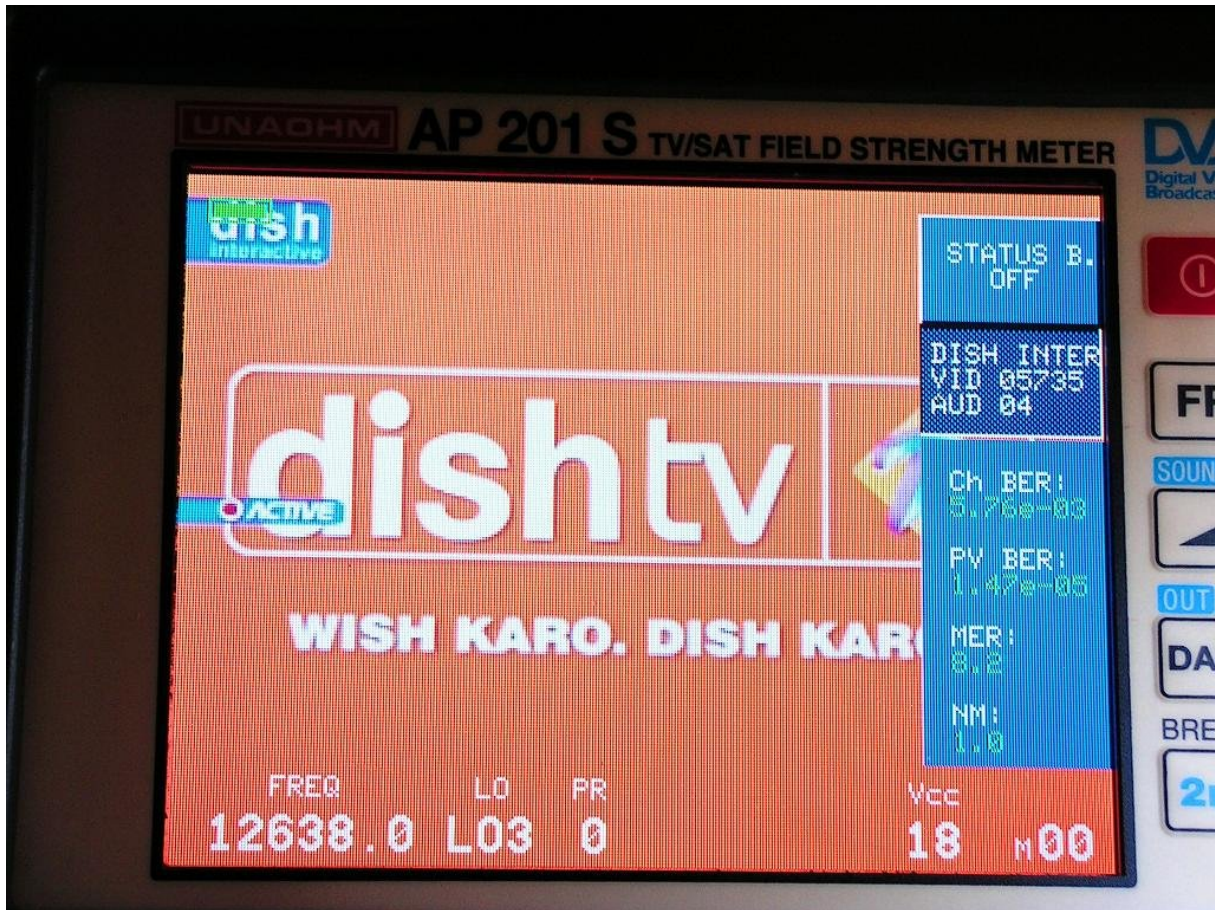 UNAOHM AP 201 S TV/SAT FIELD STRENGTH METER
Digital V
Broadcas
dish
interactive
STATUS B.
OFF
DISH INTER
VID 05735
AUD 04
dishtv
ACTIVE
Ch BER:
5.76e-03
PV BER:
1.47e-05
WISH KARO. DISH KAR
MER:
8.2
NM:
1.0
FREQ LO PR Vcc
12638.0 LO3 0 18 M00
SOUN
OUT
DA
BRE